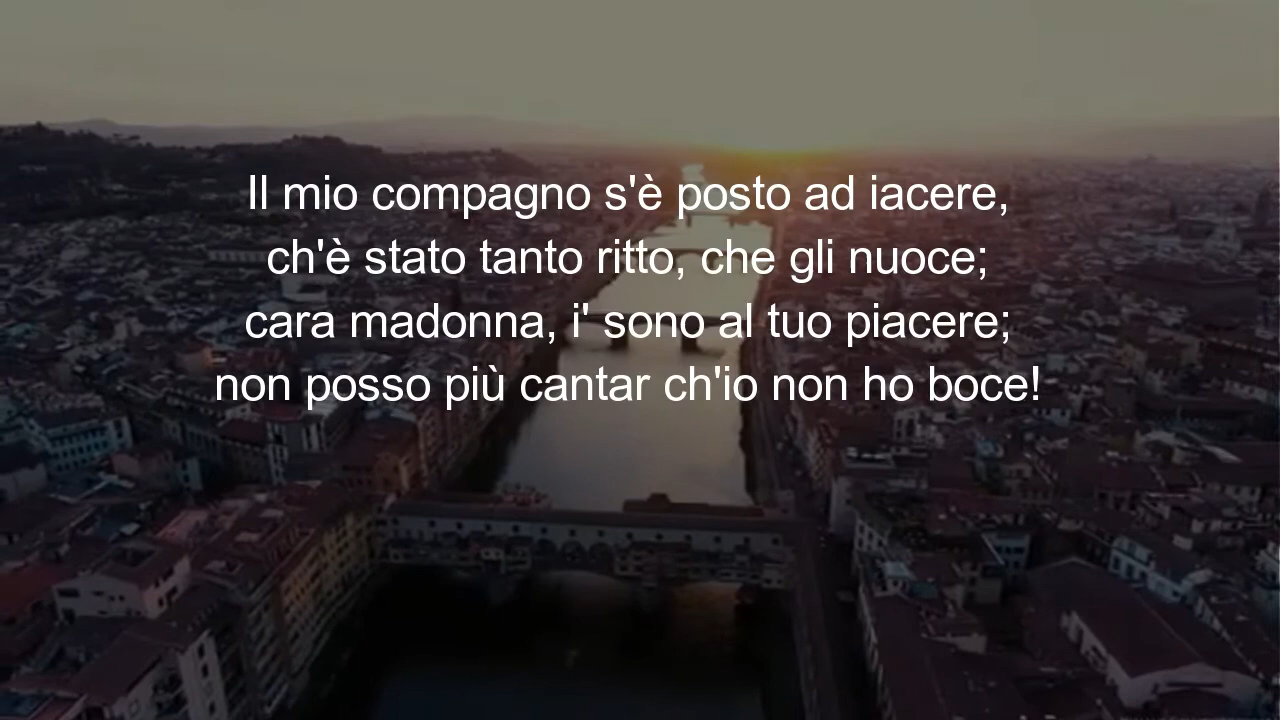 Il mio compagno s'è posto ad iacere,
ch'è stato tanto ritto, che gli nuoce;
cara madonna, i' sono al tuo piacere;
non posso più cantar ch'io non ho boce!